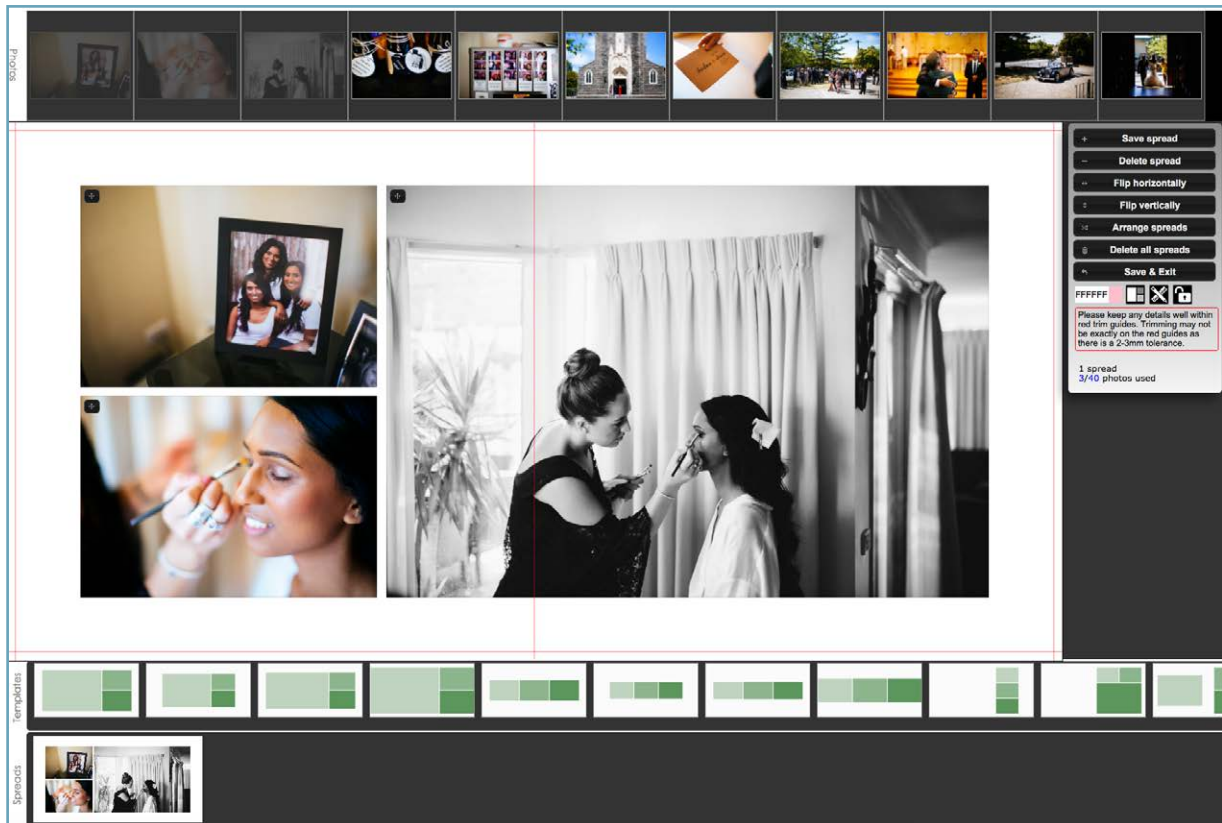 Photos
Save spread
Delete spread
Flip horizontally
Flip vertically
Arrange spreads
Delete all spreads
Save & Exit
FFFFFF
Please keep any details well within
red trim guides. Trimming may not
be exactly on the red guides as
there is a 2-3mm tolerance.
1 spread
3/40 photos used
Templates
Spreads